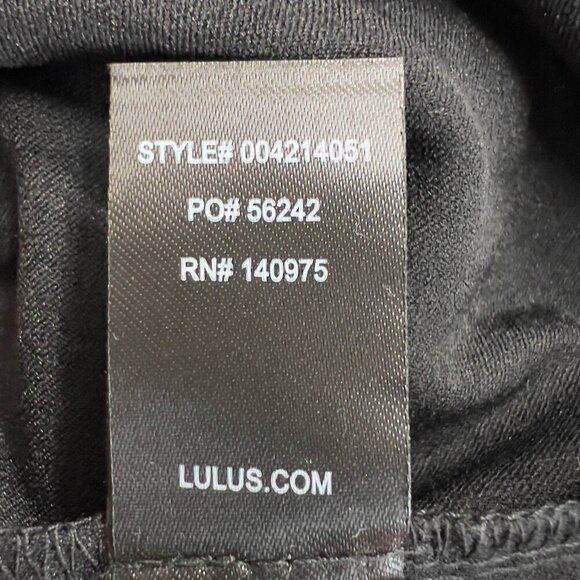 STYLE# 004214051
PO# 56242
RN# 140975
LULUS.COM